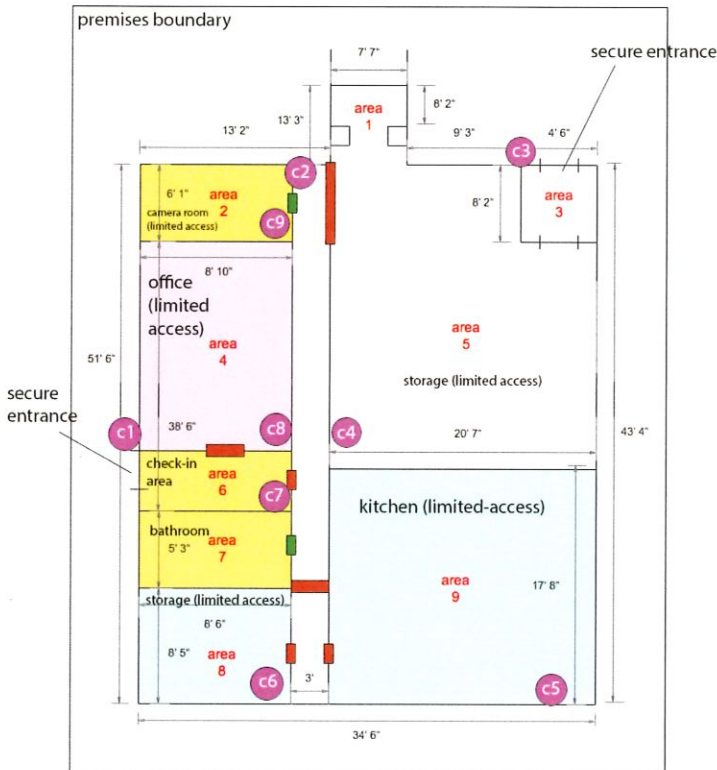 premises boundary
7' 7"
secure entrance
8' 2"
area
1
13' 3"
13' 2"
9' 3"
4' 6"
c3
c2
6' 1"
area
2
camera room
(limited access)
c9
8' 2"
area
3
8' 10"
office
(limited
access)
area
4
area
5
storage (limited access)
51' 6"
secure
entrance
c1
38' 6"
c8
c4
20' 7"
43' 4"
check-in
area
area
6
c7
kitchen (limited-access)
bathroom
5' 3"
area
7
area
9
17' 8"
storage (limited access)
8' 6"
8' 5"
area
8
c6
3'
c5
34' 6"